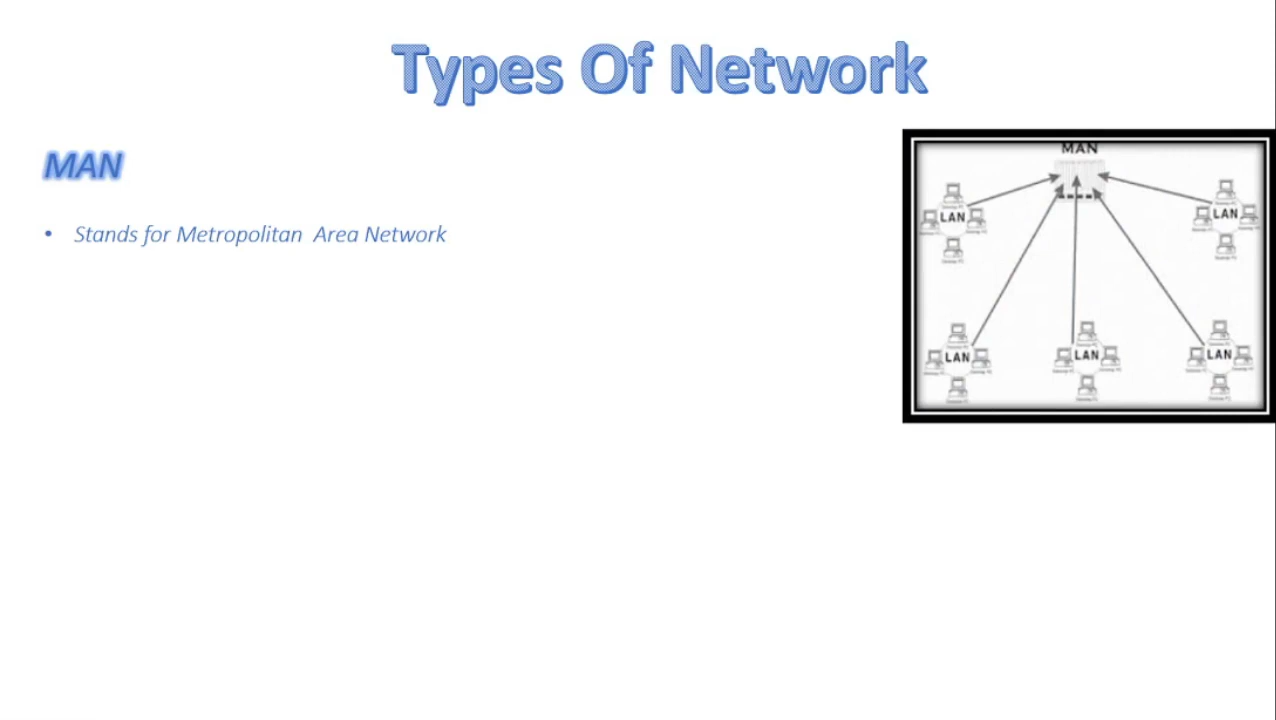 Types Of Network
MAN
• Stands for Metropolitan Area Network
MAN
LAN
LAN
LAN
LAN
LAN